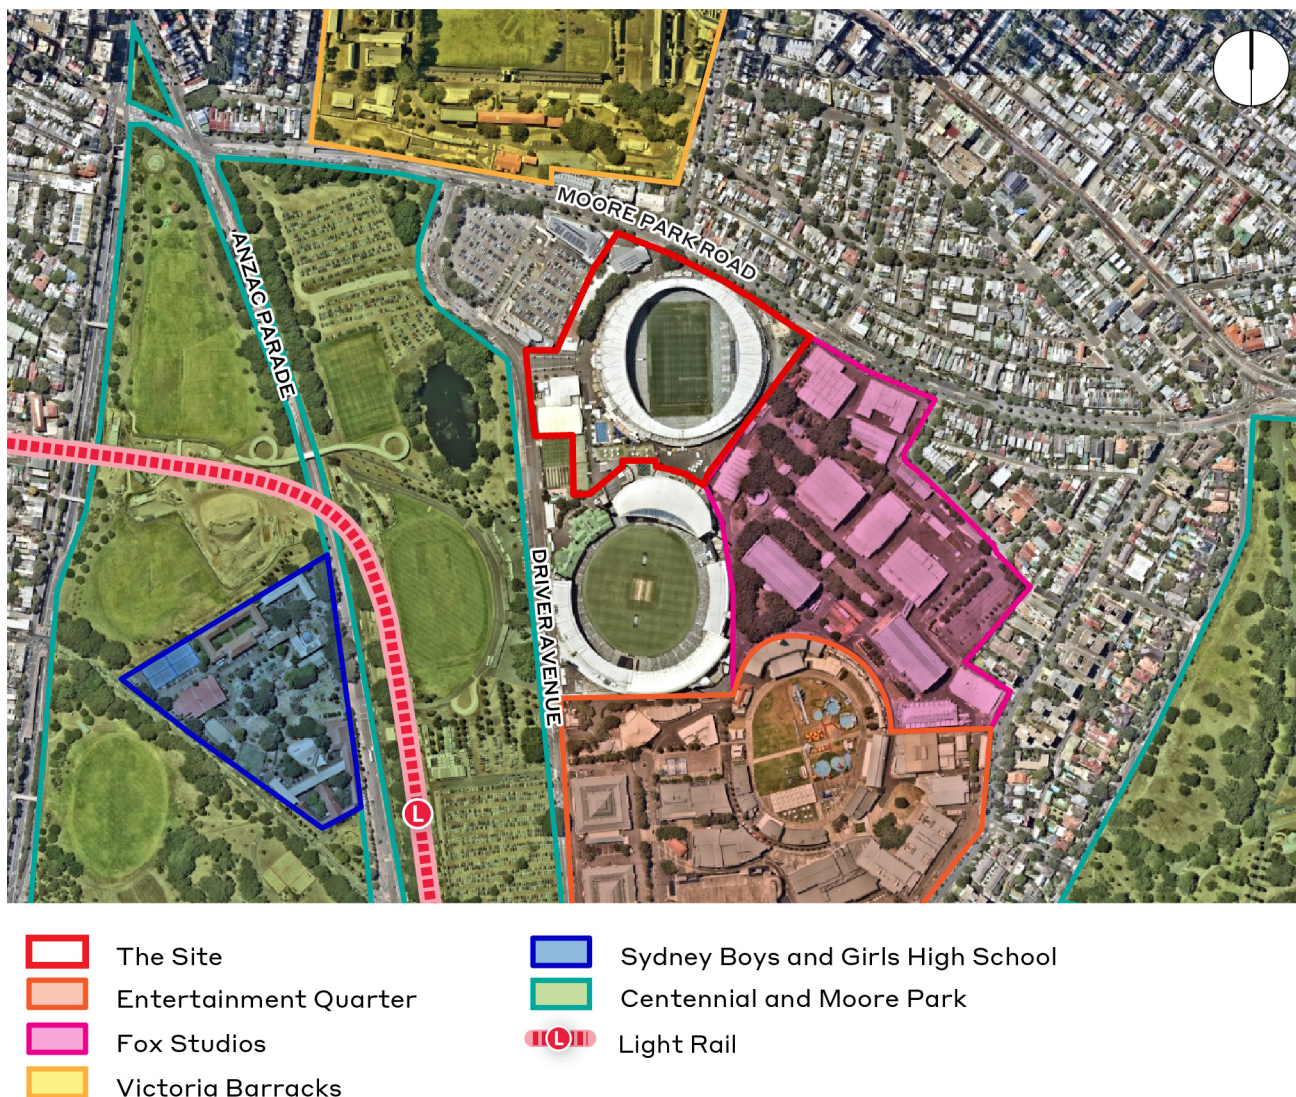 MOORE PARK ROAD
ANZAC PARADE
DRIVER AVENUE
L
The Site
Entertainment Quarter
Fox Studios
Victoria Barracks
Sydney Boys and Girls High School
Centennial and Moore Park
L
Light Rail